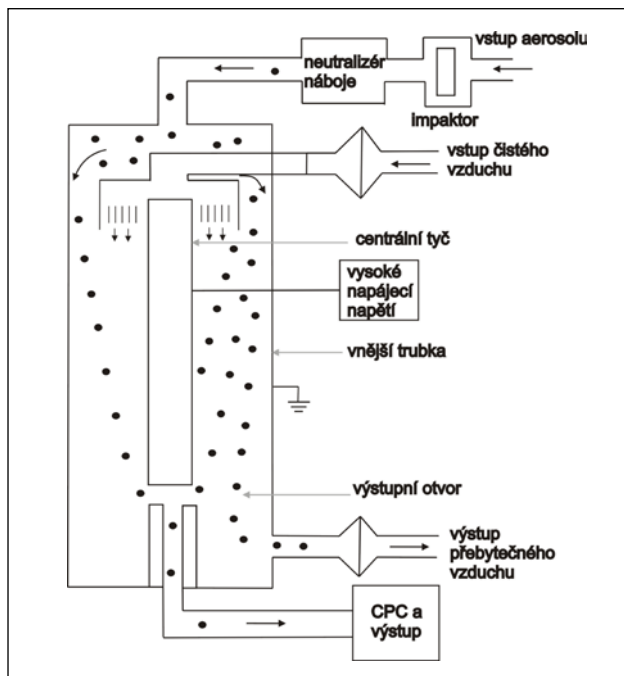 vstup aerosolu
neutralizér
náboje
impaktor
vstup čistého
vzduchu
centrální tyč
vysoké
napájecí
napětí
vnější trubka
výstupní otvor
výstup
přebytečného
vzduchu
CPC a
výstup